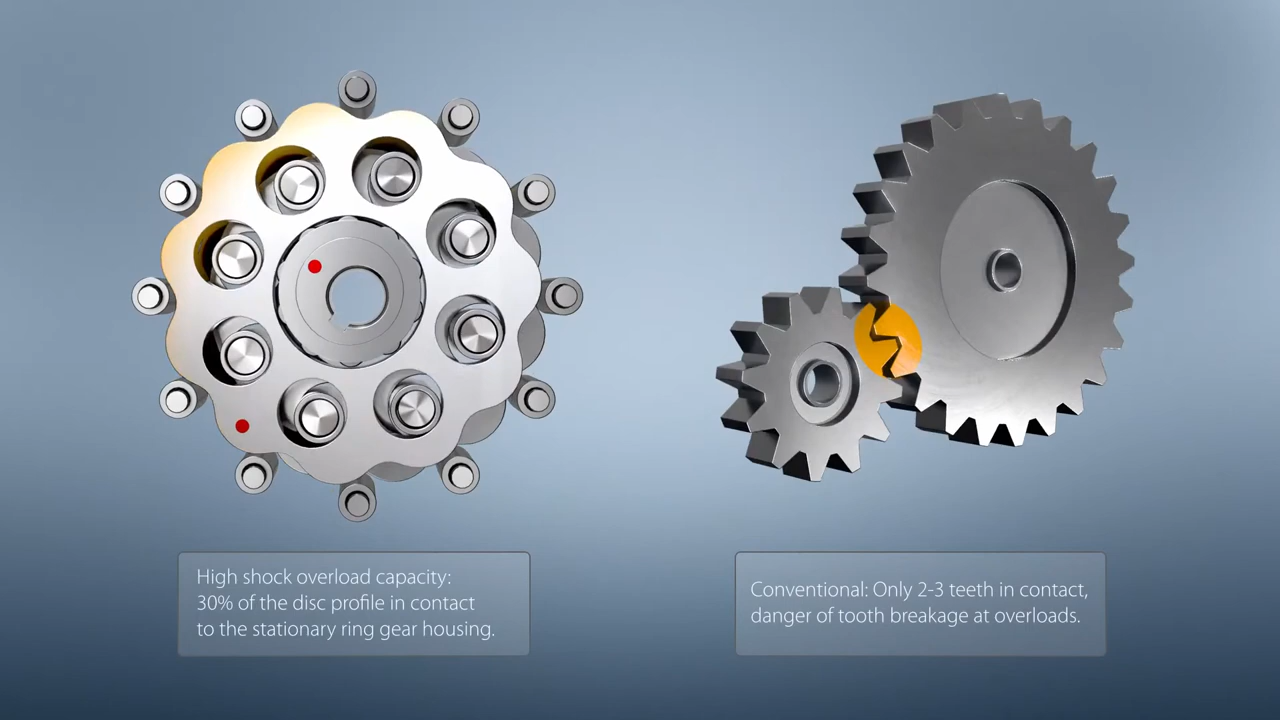 High shock overload capacity:
30% of the disc profile in contact
to the stationary ring gear housing.
Conventional: Only 2-3 teeth in contact,
danger of tooth breakage at overloads.